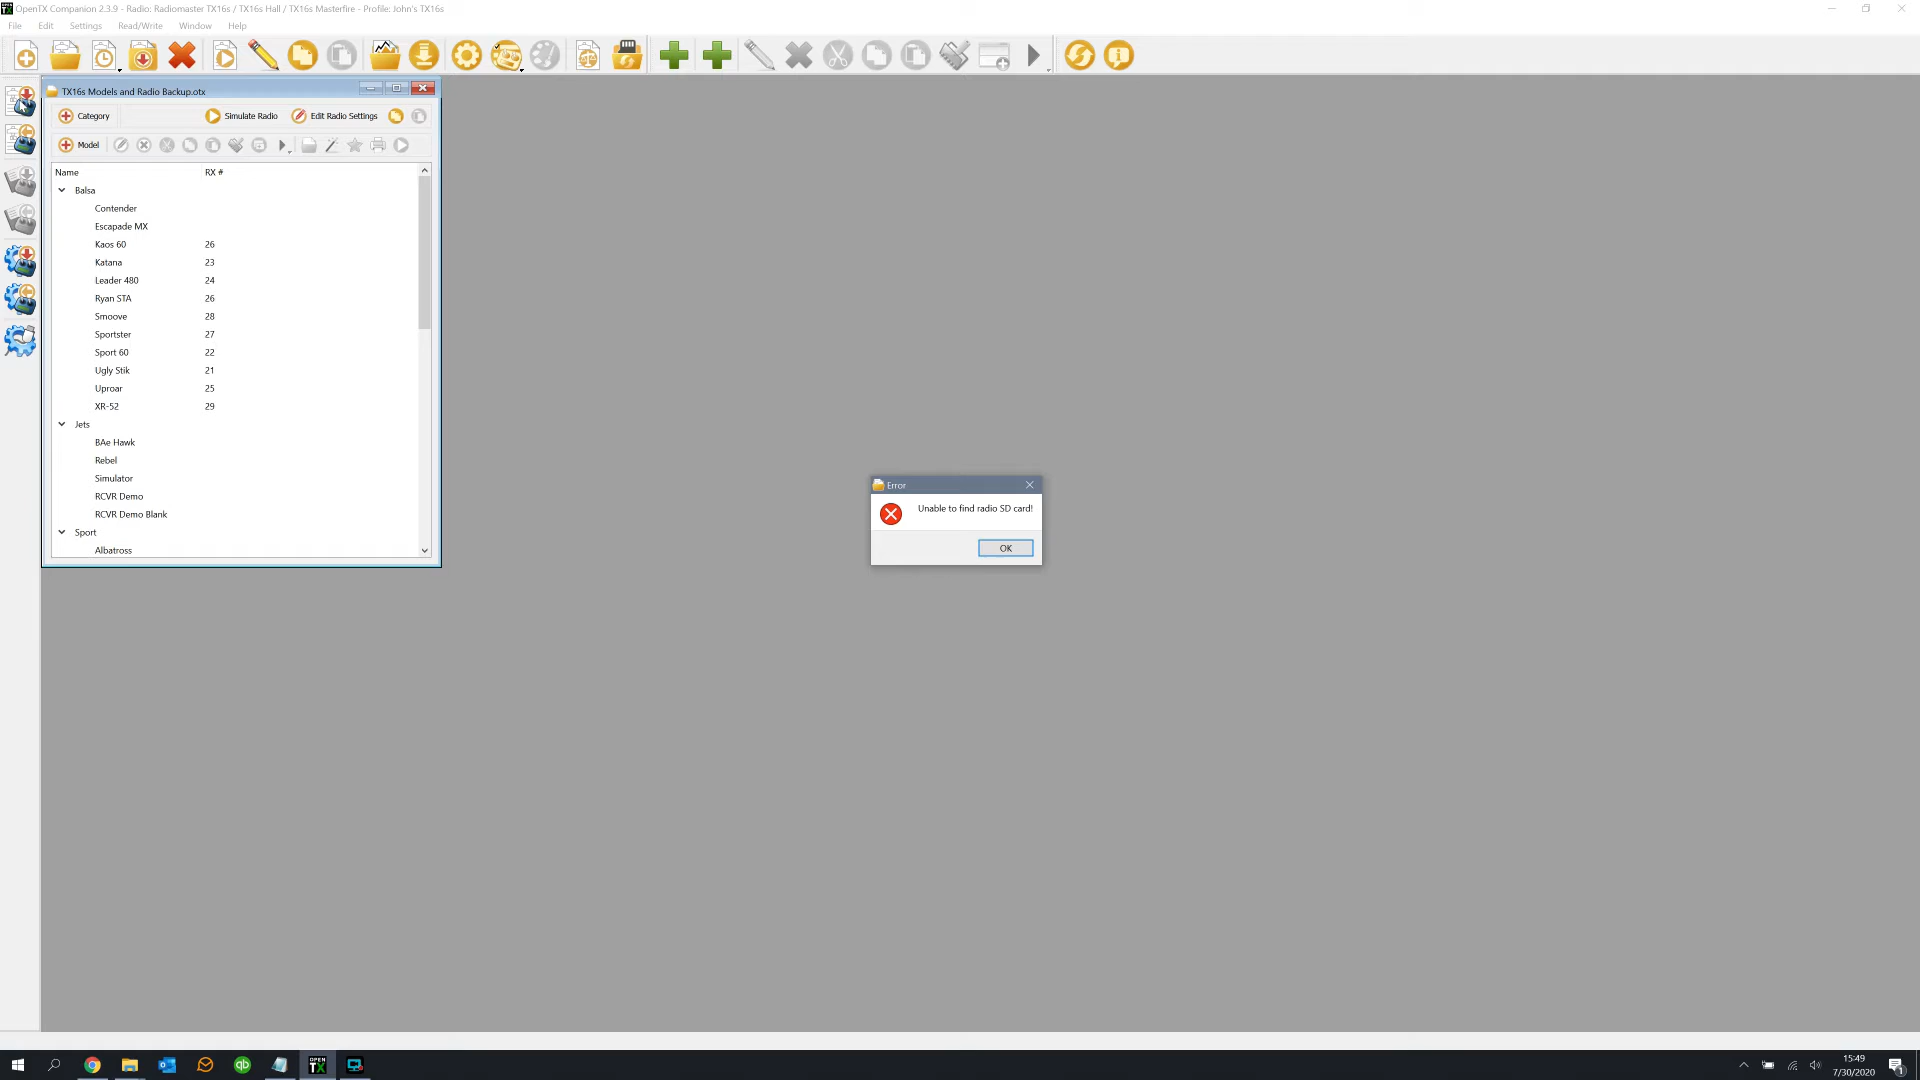 OpenTX Companion 2.3.9 - Radio: Radiomaster TX16s / TX16s Hall / TX16s Masterfire - Profile: John's TX16s
File Edit Settings Read/Write Window Help
TX16s Models and Radio Backup.otx
Category Simulate Radio Edit Radio Settings
Model
Name RX #
Balsa
Contender
Escapade MX
Kaos 60 26
Katana 23
Leader 480 24
Ryan STA 26
Smoove 28
Sportster 27
Sport 60 22
Ugly Stik 21
Uproar 25
XR-52 29
Jets
BAe Hawk
Rebel
Simulator
RCVR Demo
RCVR Demo Blank
Sport
Albatross
Error
Unable to find radio SD card!
OK
OPEN
TX
qb
15:49
7/30/2020
1